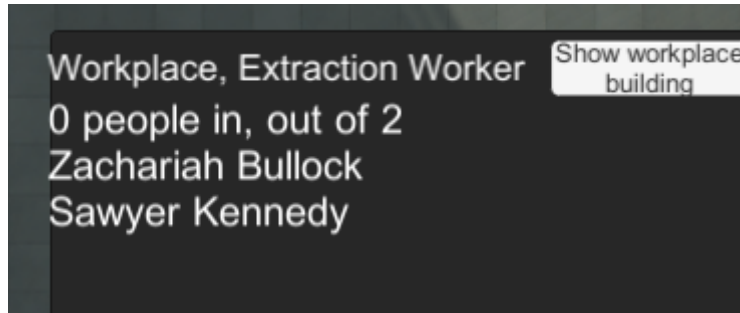 Workplace, Extraction Worker
Show workplace
building
0 people in, out of 2
Zachariah Bullock
Sawyer Kennedy